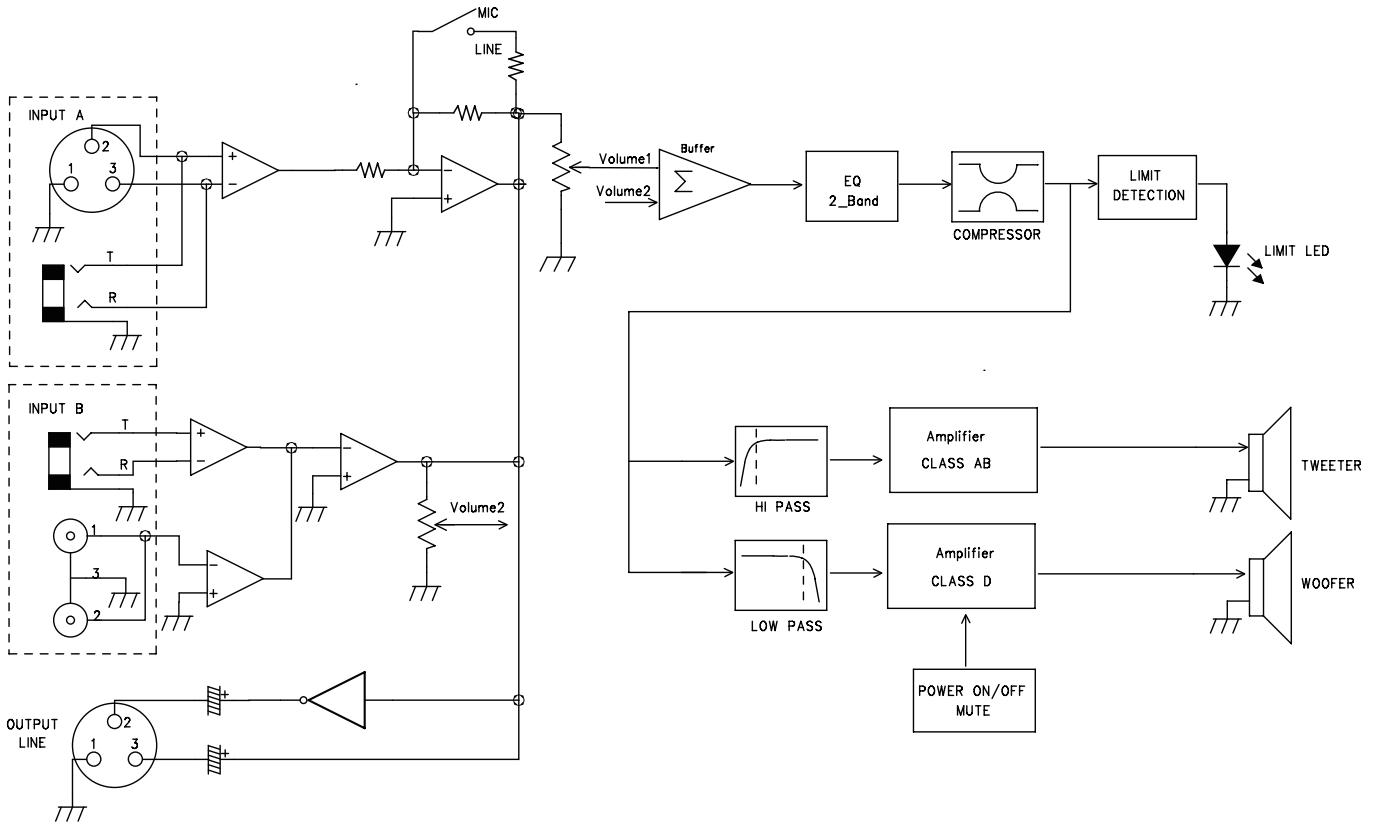 MIC
LINE
INPUT A
2
1
3
+
-
T
R
-
+
Volume1
Volume2
Buffer
Σ
EQ
2_Band
COMPRESSOR
LIMIT
DETECTION
LIMIT LED
INPUT B
T
R
+
-
-
+
Volume2
1
3
2
-
+
HI PASS
Amplifier
CLASS AB
TWEETER
LOW PASS
Amplifier
CLASS D
WOOFER
POWER ON/OFF
MUTE
OUTPUT
LINE
2
1
3
+
+